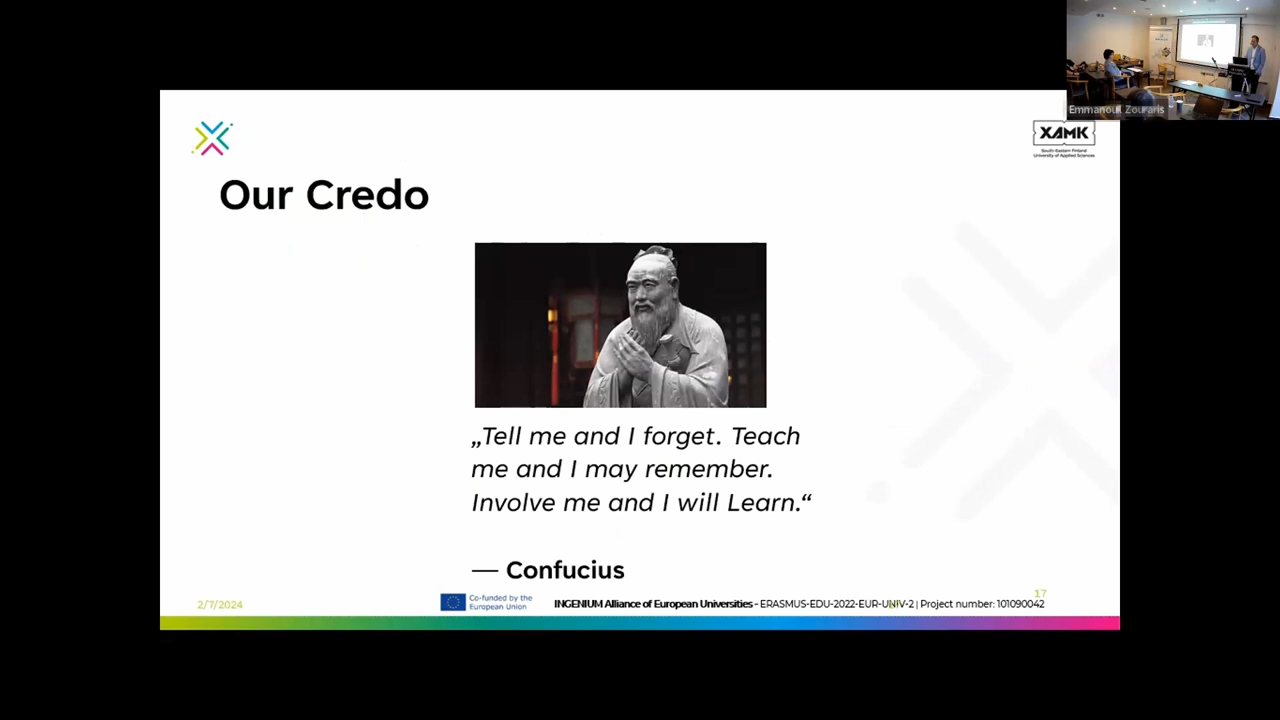 Emmanouil Zouraris
XAMK
South-Eastern Finland
University of Applied Sciences
Our Credo
„Tell me and I forget. Teach
me and I may remember.
Involve me and I will Learn.“
— Confucius
2/7/2024
Co-funded by the
European Union
INGENIUM Alliance of European Universities - ERASMUS-EDU-2022-EUR-UNIV-2 | Project number: 101090042
17